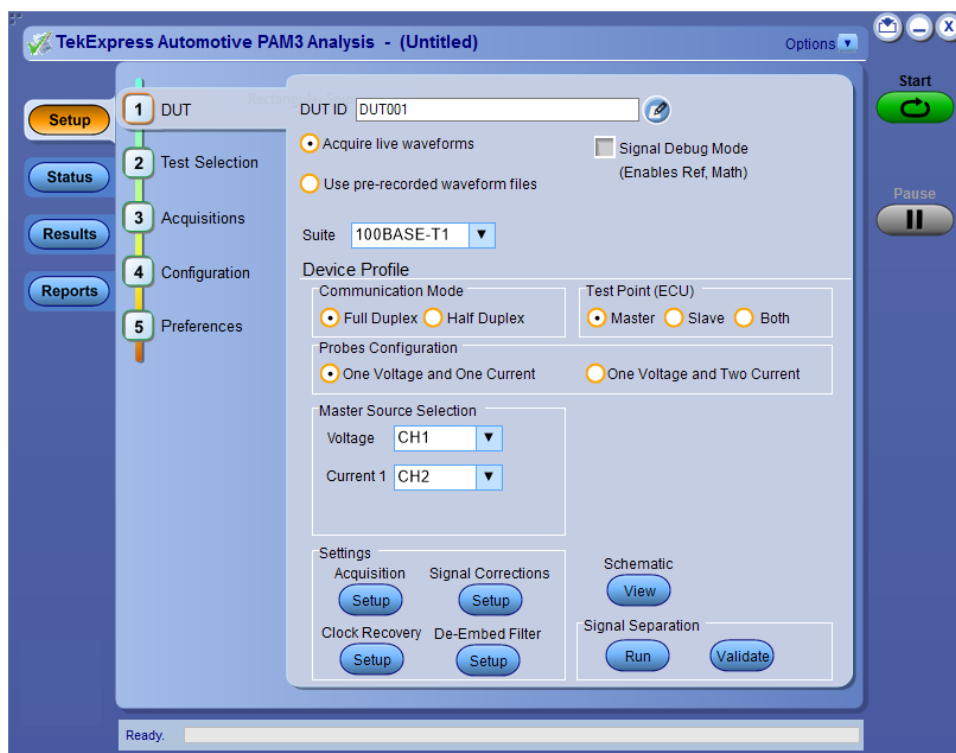 TekExpress Automotive PAM3 Analysis - (Untitled)
Options
X
Start
Pause
Setup
Status
Results
Reports
1 DUT
2 Test Selection
3 Acquisitions
4 Configuration
5 Preferences
DUT ID DUT001
Acquire live waveforms
Signal Debug Mode
(Enables Ref, Math)
Use pre-recorded waveform files
Suite 100BASE-T1
Device Profile
Communication Mode
Full Duplex Half Duplex
Test Point (ECU)
Master Slave Both
Probes Configuration
One Voltage and One Current One Voltage and Two Current
Master Source Selection
Voltage CH1
Current 1 CH2
Settings
Acquisition Signal Corrections
Setup Setup
Clock Recovery De-Embed Filter
Setup Setup
Schematic
View
Signal Separation
Run Validate
Ready.